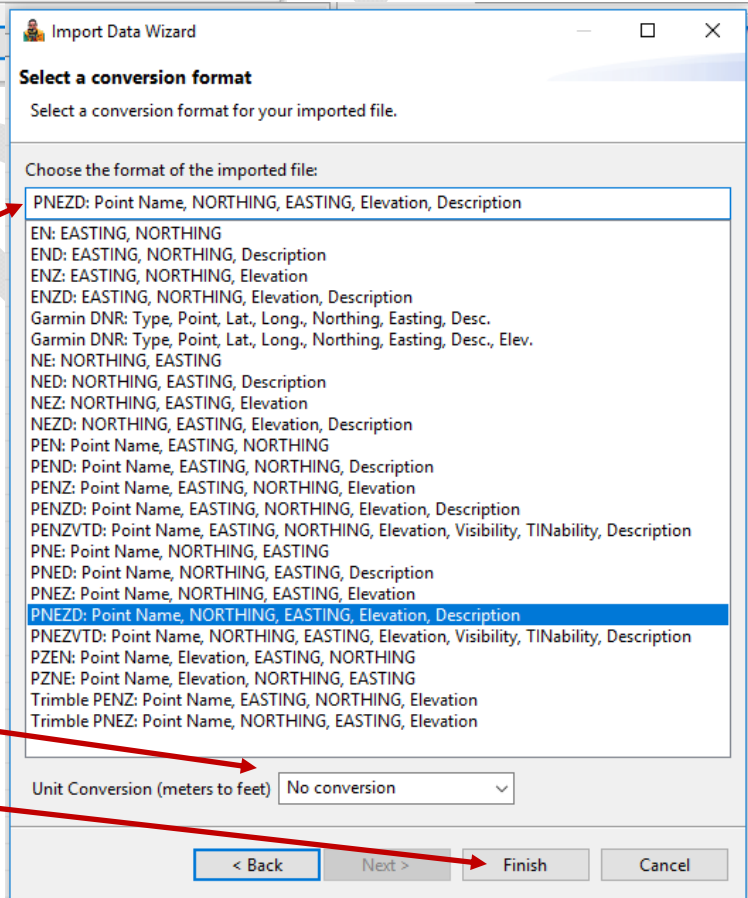 Import Data Wizard
Select a conversion format
Select a conversion format for your imported file.
Choose the format of the imported file:
PNEZD: Point Name, NORTHING, EASTING, Elevation, Description
EN: EASTING, NORTHING
END: EASTING, NORTHING, Description
ENZ: EASTING, NORTHING, Elevation
ENZD: EASTING, NORTHING, Elevation, Description
Garmin DNR: Type, Point, Lat., Long., Northing, Easting, Desc.
Garmin DNR: Type, Point, Lat., Long., Northing, Easting, Desc., Elev.
NE: NORTHING, EASTING
NED: NORTHING, EASTING, Description
NEZ: NORTHING, EASTING, Elevation
NEZD: NORTHING, EASTING, Elevation, Description
PEN: Point Name, EASTING, NORTHING
PEND: Point Name, EASTING, NORTHING, Description
PENZ: Point Name, EASTING, NORTHING, Elevation
PENZD: Point Name, EASTING, NORTHING, Elevation, Description
PENZVTD: Point Name, EASTING, NORTHING, Elevation, Visibility, TINability, Description
PNE: Point Name, NORTHING, EASTING
PNED: Point Name, NORTHING, EASTING, Description
PNEZ: Point Name, NORTHING, EASTING, Elevation
PNEZD: Point Name, NORTHING, EASTING, Elevation, Description
PNEZVTD: Point Name, NORTHING, EASTING, Elevation, Visibility, TINability, Description
PZEN: Point Name, Elevation, EASTING, NORTHING
PZNE: Point Name, Elevation, NORTHING, EASTING
Trimble PENZ: Point Name, EASTING, NORTHING, Elevation
Trimble PNEZ: Point Name, NORTHING, EASTING, Elevation
Unit Conversion (meters to feet) No conversion
< Back Next > Finish Cancel